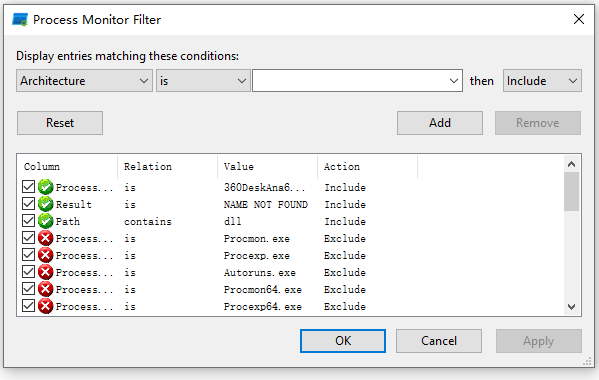 Process Monitor Filter
Display entries matching these conditions:
Architecture is then Include
Reset Add Remove
Column Relation Value Action
Process... is 360DeskAna6... Include
Result is NAME NOT FOUND Include
Path contains dll Include
Process... is Procmon.exe Exclude
Process... is Procexp.exe Exclude
Process... is Autoruns.exe Exclude
Process... is Procmon64.exe Exclude
Process... is Procexp64.exe Exclude
OK Cancel Apply